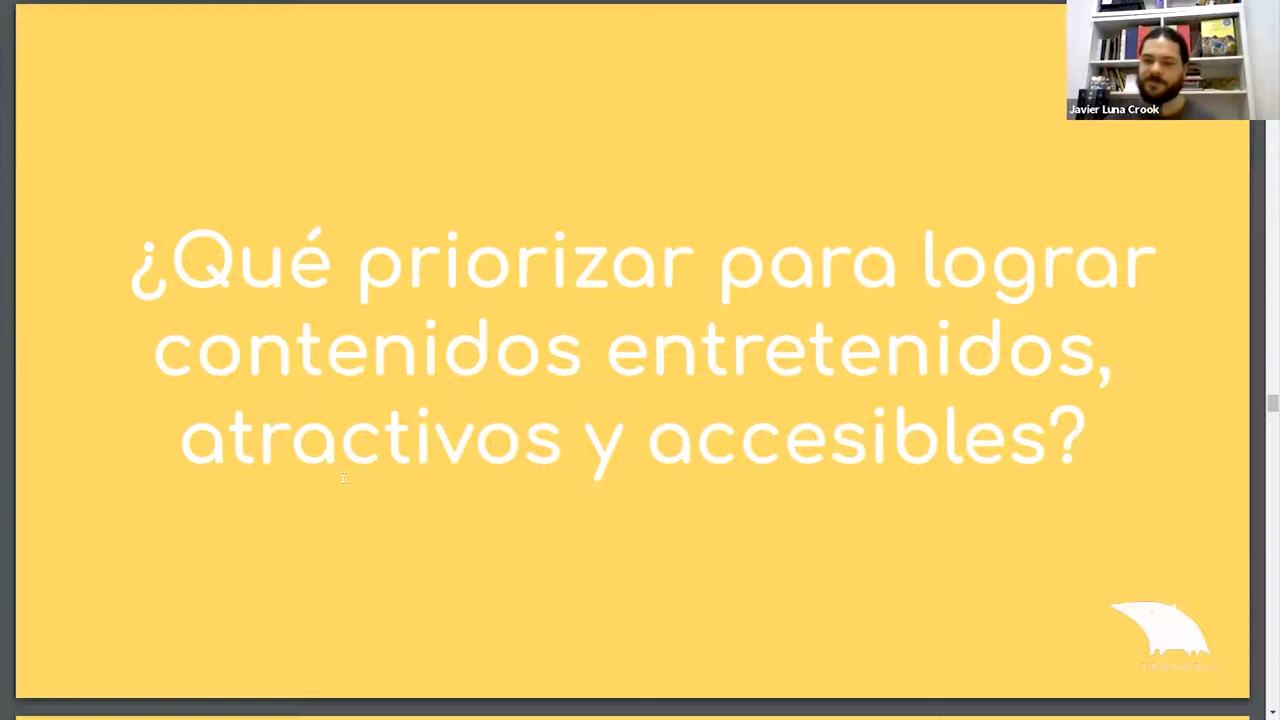 Javier Luna Crook
¿Qué priorizar para lograr
contenidos entretenidos,
atractivos y accesibles?